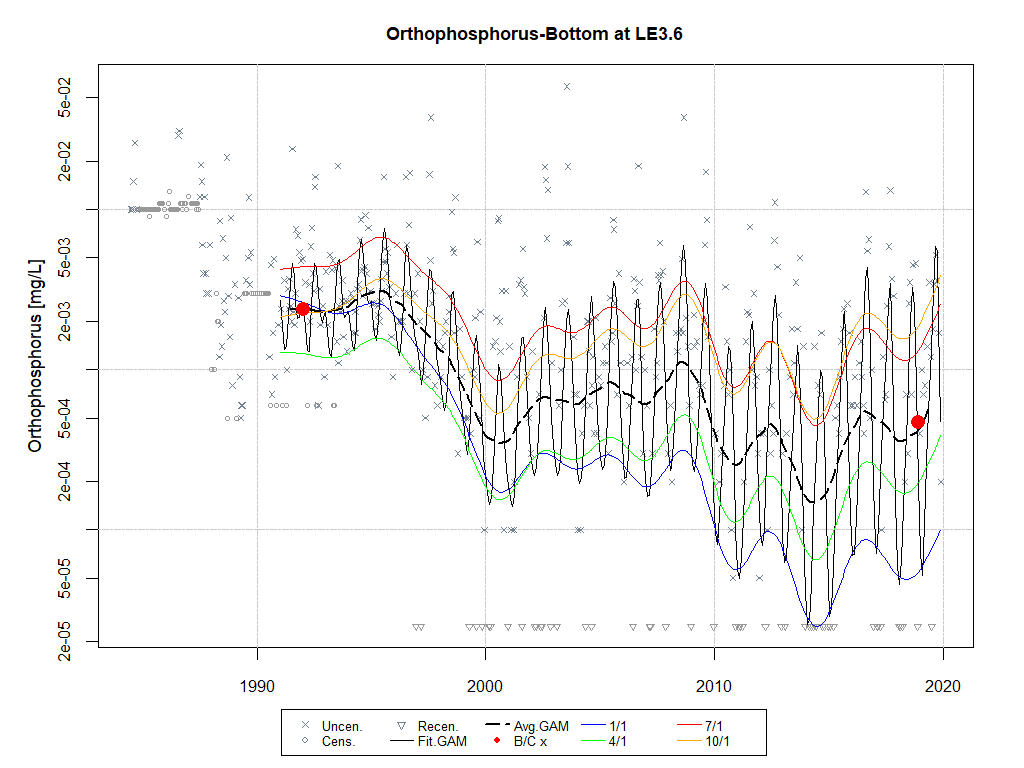 Orthophosphorus-Bottom at LE3.6
Orthophosphorus [mg/L]
5e-02
2e-02
5e-03
2e-03
5e-04
2e-04
5e-05
2e-05
1990 2000 2010 2020
Uncen. Recen. Avg.GAM 1/1 7/1
Cens. Fit.GAM B/C x 4/1 10/1